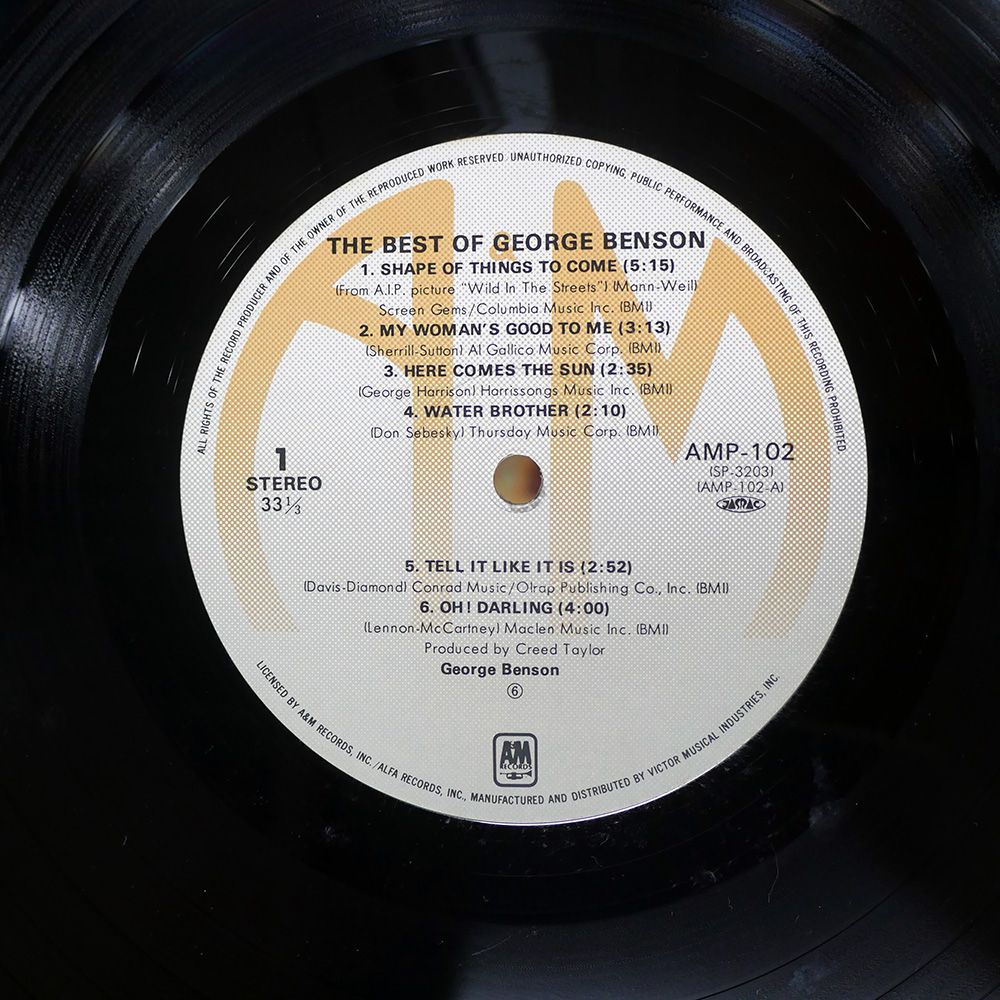 ALL RIGHTS OF THE RECORD PRODUCER AND OF THE OWNER OF THE REPRODUCED WORK RESERVED. UNAUTHORIZED COPYING, PUBLIC PERFORMANCE AND BROADCASTING OF THIS RECORDING PROHIBITED.
THE BEST OF GEORGE BENSON
1. SHAPE OF THINGS TO COME (5:15)
(From A.I.P. picture "Wild In The Streets") (Mann-Weil)
Screen Gems/Columbia Music Inc. (BMI)
2. MY WOMAN'S GOOD TO ME (3:13)
(Sherrill-Sutton) Al Gallico Music Corp. (BMI)
3. HERE COMES THE SUN (2:35)
(George Harrison) Harrissongs Music Inc. (BMI)
4. WATER BROTHER (2:10)
(Don Sebesky) Thursday Music Corp. (BMI)
1
STEREO
33 1/3
AMP-102
(SP-3203)
(AMP-102-A)
JASRAC
5. TELL IT LIKE IT IS (2:52)
(Davis-Diamond) Conrad Music/Olrap Publishing Co., Inc. (BMI)
6. OH! DARLING (4:00)
(Lennon-McCartney) Maclen Music Inc. (BMI)
Produced by Creed Taylor
George Benson
⑥
A&M
RECORDS
LICENSED BY A&M RECORDS, INC./ALFA RECORDS, INC., MANUFACTURED AND DISTRIBUTED BY VICTOR MUSICAL INDUSTRIES, INC.
A&M